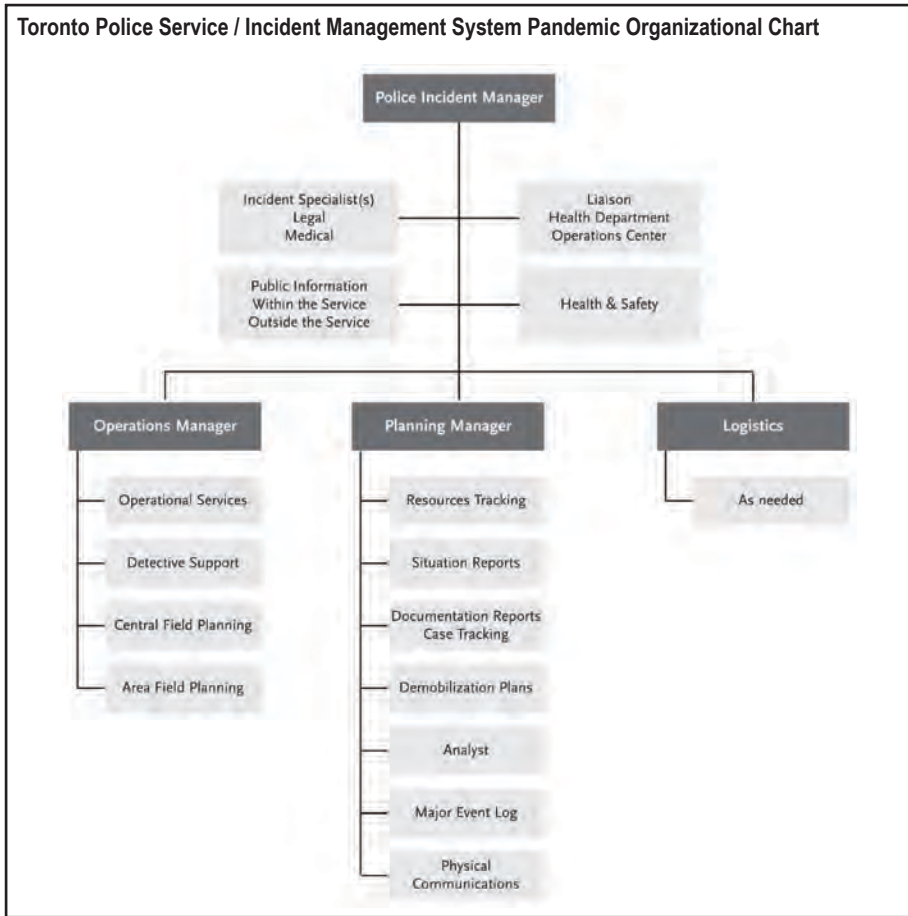 Toronto Police Service / Incident Management System Pandemic Organizational Chart
Police Incident Manager
Incident Specialist(s)
Legal
Medical
Liaison
Health Department
Operations Center
Public Information
Within the Service
Outside the Service
Health & Safety
Operations Manager
Operational Services
Detective Support
Central Field Planning
Area Field Planning
Planning Manager
Resources Tracking
Situation Reports
Documentation Reports
Case Tracking
Demobilization Plans
Analyst
Major Event Log
Physical
Communications
Logistics
As needed